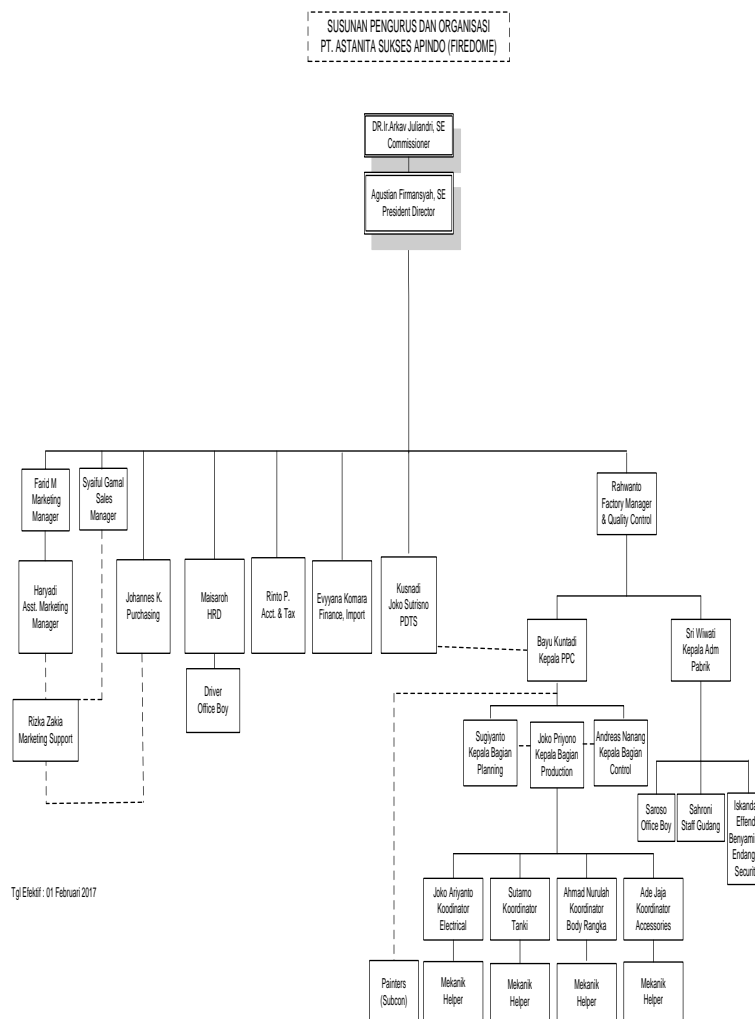 SUSUNAN PENGURUS DAN ORGANISASI
PT. ASTANITA SUKSES APINDO (FIREDOME)
DR.Ir.Arkav Juliandri, SE
Commissioner
Agustian Firmansyah, SE
President Director
Farid M
Marketing
Manager
Syaiful Gamal
Sales
Manager
Rahwanto
Factory Manager
& Quality Control
Haryadi
Asst. Marketing
Manager
Johannes K.
Purchasing
Maisaroh
HRD
Rinto P.
Acct. & Tax
Evyyana Komara
Finance, Import
Kusnadi
Joko Sutrisno
PDTS
Bayu Kuntadi
Kepala PPC
Sri Wiwati
Kepala Adm
Pabrik
Driver
Office Boy
Rizka Zakia
Marketing Support
Sugiyanto
Kepala Bagian
Planning
Joko Priyono
Kepala Bagian
Production
Andreas Nanang
Kepala Bagian
Control
Saroso
Office Boy
Sahroni
Staff Gudang
Iskanda
Effend
Benyami
Endang
Securit
Tgl Efektif : 01 Februari 2017
Joko Ariyanto
Koodinator
Electrical
Sutarno
Koordinator
Tanki
Ahmad Nurulah
Koordinator
Body Rangka
Ade Jaja
Koordinator
Accessories
Painters
(Subcon)
Mekanik
Helper
Mekanik
Helper
Mekanik
Helper
Mekanik
Helper